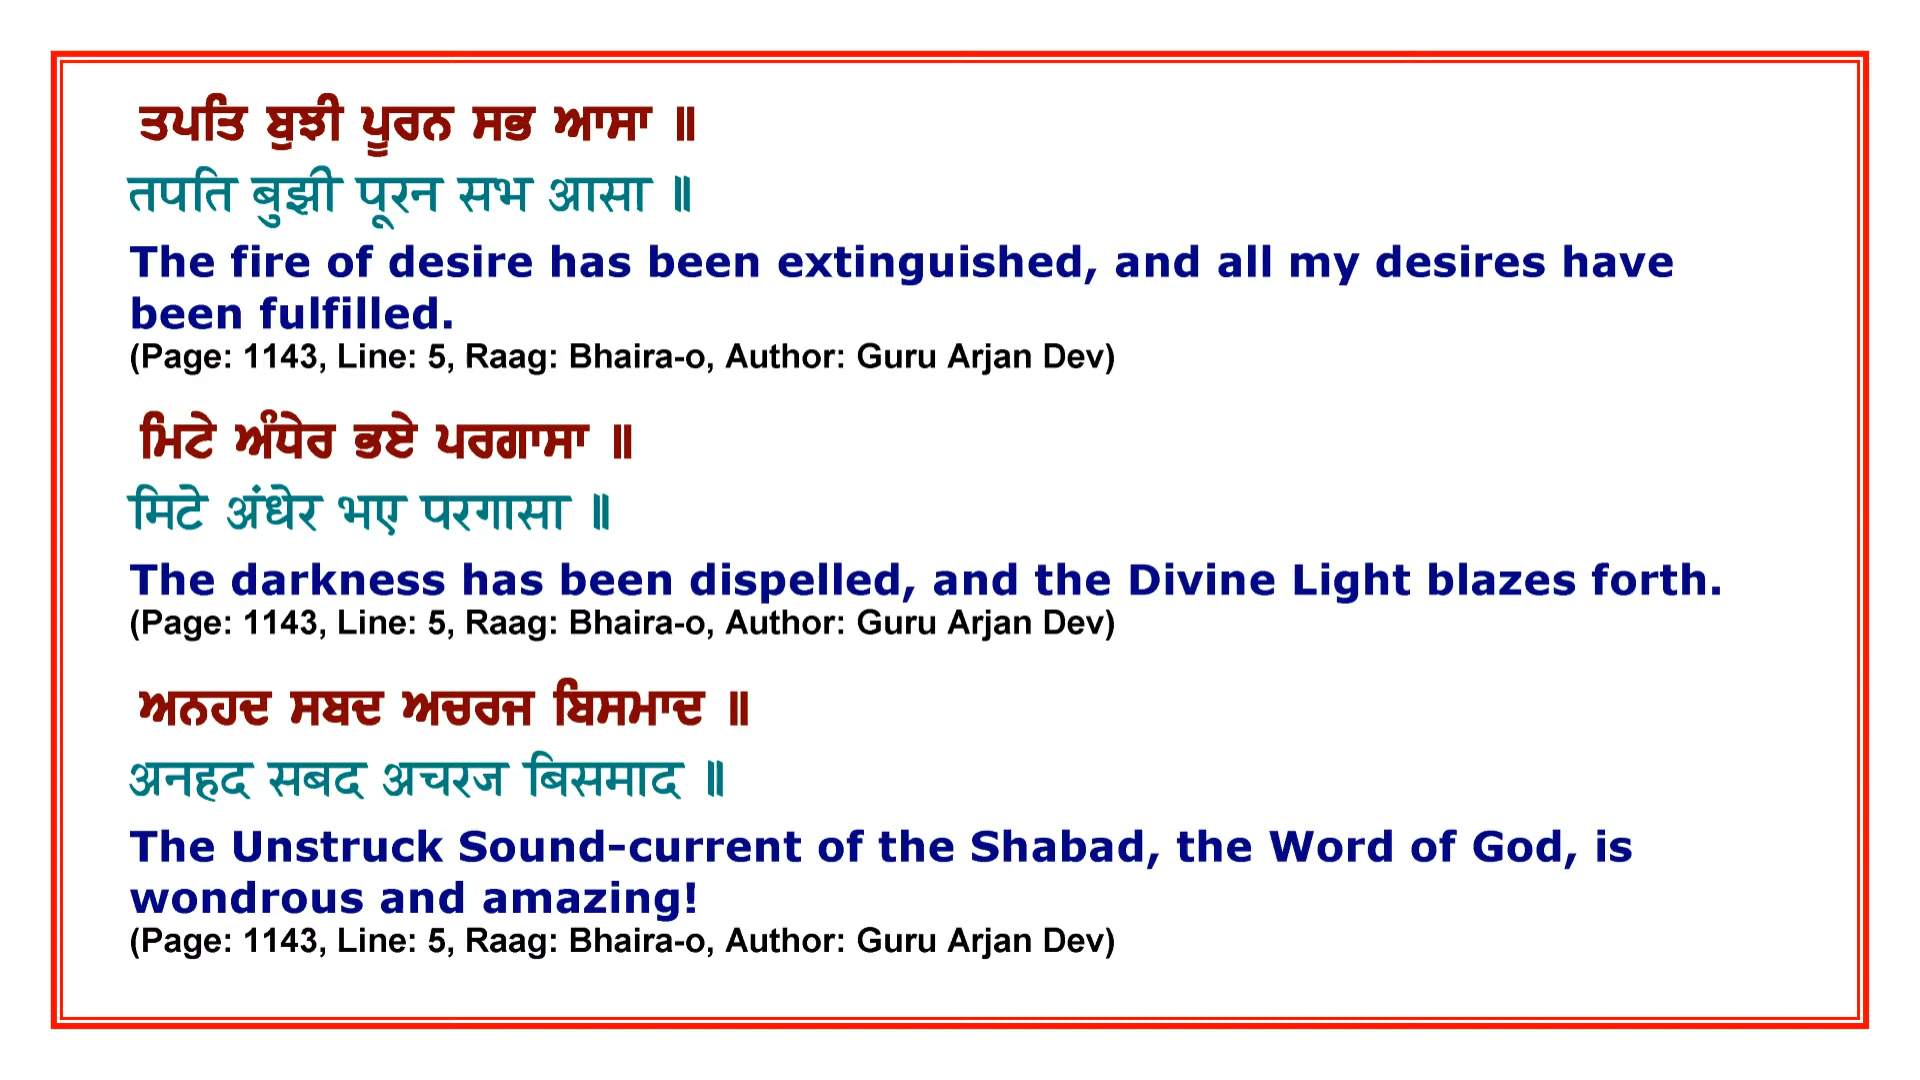 ਤਪਤਿ ਬੁਝੀ ਪੂਰਨ ਸਭ ਆਸਾ ॥
तपति बुझी पूरन सभ आसा ॥
The fire of desire has been extinguished, and all my desires have
been fulfilled.
(Page: 1143, Line: 5, Raag: Bhaira-o, Author: Guru Arjan Dev)
ਮਿਟੇ ਅੰਧੇਰ ਭਏ ਪਰਗਾਸਾ ॥
मिटे अंधेर भए परगासा ॥
The darkness has been dispelled, and the Divine Light blazes forth.
(Page: 1143, Line: 5, Raag: Bhaira-o, Author: Guru Arjan Dev)
ਅਨਹਦ ਸਬਦ ਅਚਰਜ ਬਿਸਮਾਦ ॥
अनहद सबद अचरज बिसमाद ॥
The Unstruck Sound-current of the Shabad, the Word of God, is
wondrous and amazing!
(Page: 1143, Line: 5, Raag: Bhaira-o, Author: Guru Arjan Dev)